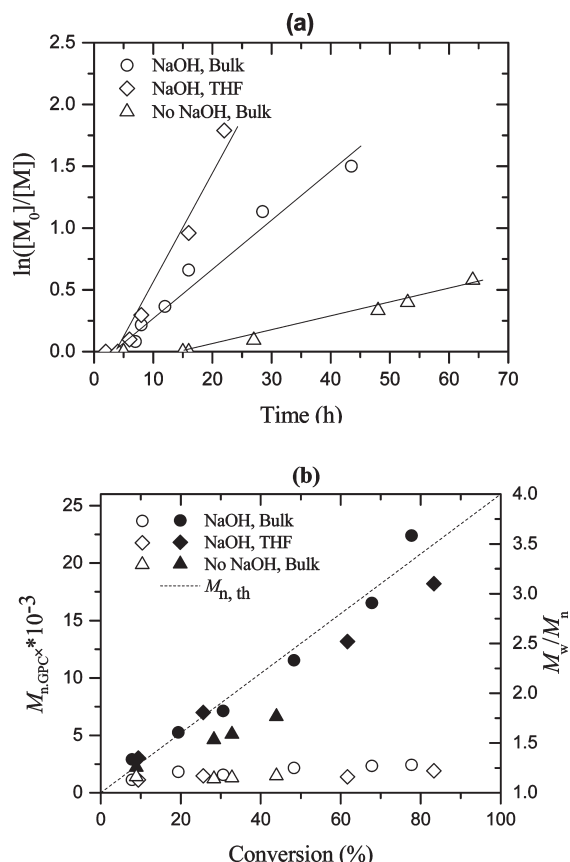 (a)
2.5
2.0
1.5
1.0
0.5
0.0
ln([M₀]/[M])
NaOH, Bulk
NaOH, THF
No NaOH, Bulk
0 10 20 30 40 50 60 70
Time (h)
(b)
25
20
15
10
5
0
Mn,GPC×*10-3
NaOH, Bulk
NaOH, THF
No NaOH, Bulk
Mn, th
4.0
3.5
3.0
2.5
2.0
1.5
1.0
Mw/Mn
0 20 40 60 80 100
Conversion (%)